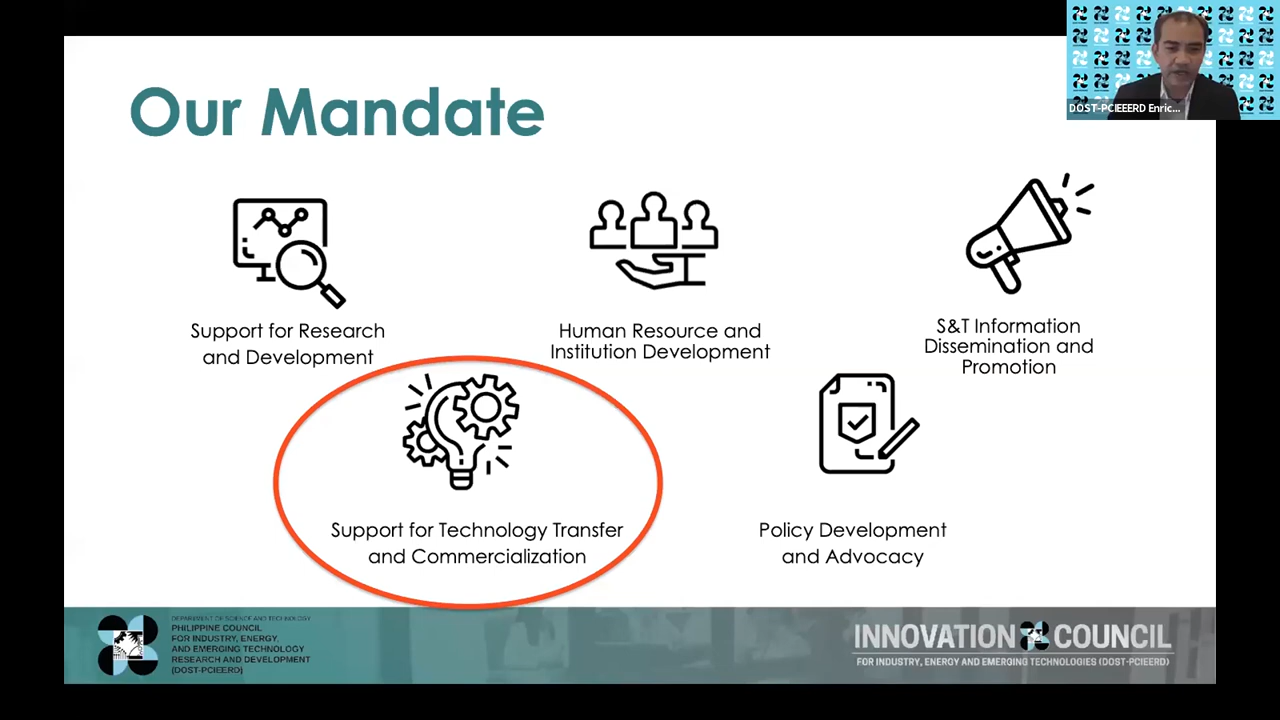 Our Mandate
DOST-PCIEEERD Enric...
Support for Research
and Development
Human Resource and
Institution Development
S&T Information
Dissemination and
Promotion
Support for Technology Transfer
and Commercialization
Policy Development
and Advocacy
DEPARTMENT OF SCIENCE AND TECHNOLOGY
PHILIPPINE COUNCIL
FOR INDUSTRY, ENERGY,
AND EMERGING TECHNOLOGY
RESEARCH AND DEVELOPMENT
(DOST-PCIEERD)
INNOVATION COUNCIL
FOR INDUSTRY, ENERGY AND EMERGING TECHNOLOGIES (DOST-PCIEERD)